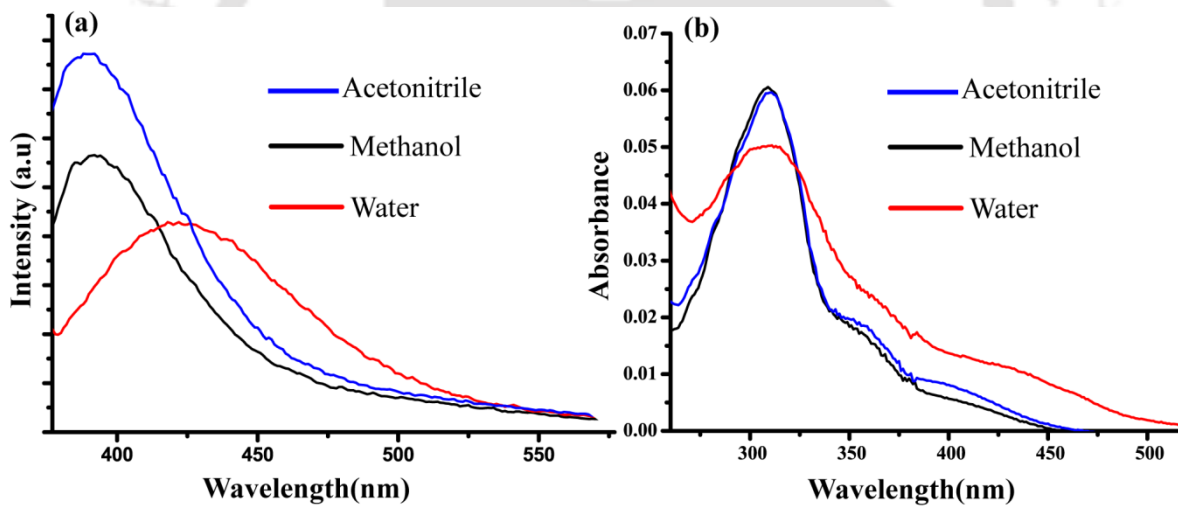 (a)
Acetonitrile
Methanol
Water
Intensity (a.u)
400
450
500
550
Wavelength(nm)
(b)
0.07
0.06
0.05
0.04
0.03
0.02
0.01
0.00
Acetonitrile
Methanol
Water
Absorbance
300
350
400
450
500
Wavelength(nm)